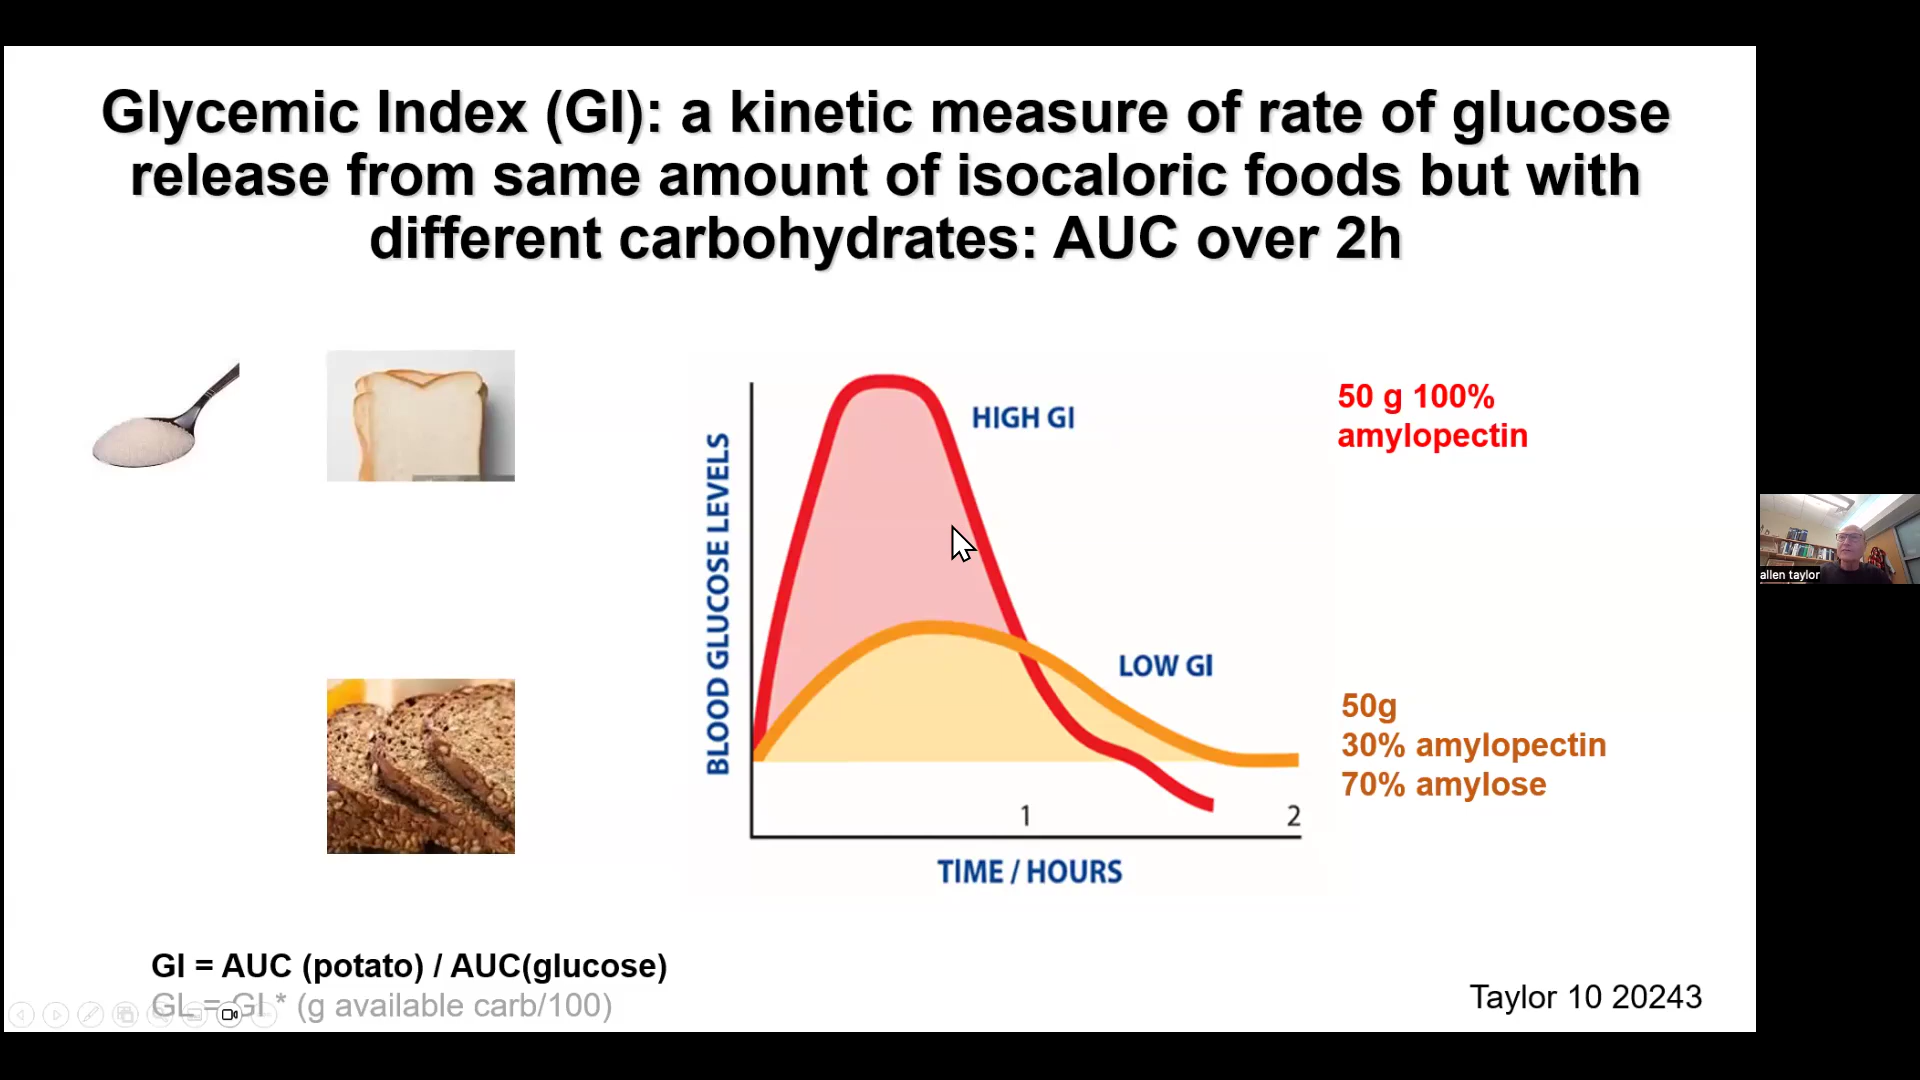 Glycemic Index (GI): a kinetic measure of rate of glucose
release from same amount of isocaloric foods but with
different carbohydrates: AUC over 2h
BLOOD GLUCOSE LEVELS
HIGH GI
LOW GI
1
2
TIME / HOURS
50 g 100%
amylopectin
50g
30% amylopectin
70% amylose
allen taylor
GI = AUC (potato) / AUC(glucose)
GL = GI * (g available carb/100)
Taylor 10 20243